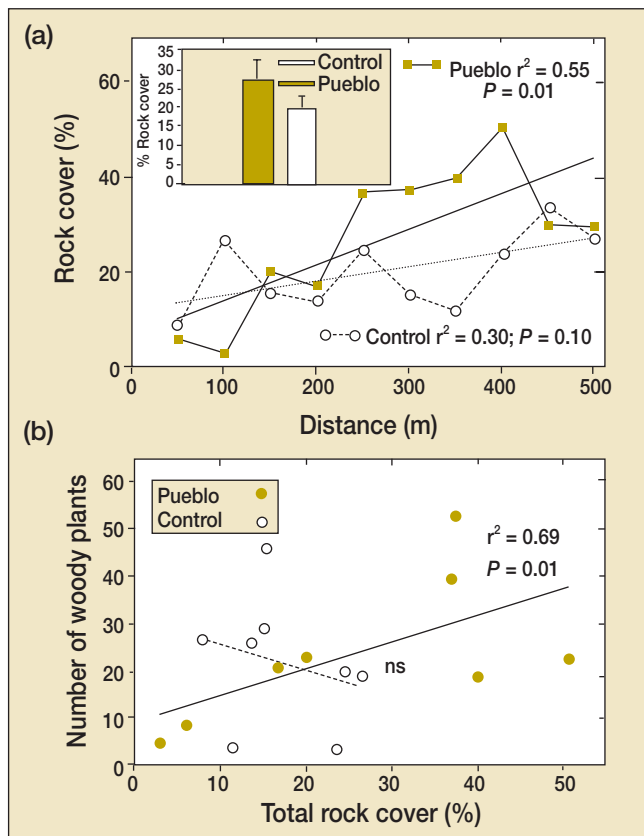 (a)
35
30
25
20
15
10
5
0
% Rock cover
Control
Pueblo
Pueblo r² = 0.55
P = 0.01
60
40
20
0
Rock cover (%)
Control r² = 0.30; P = 0.10
100 200 300 400 500
Distance (m)
(b)
Pueblo
Control
60
50
40
30
20
10
0
Number of woody plants
r² = 0.69
P = 0.01
ns
0 10 20 30 40 50
Total rock cover (%)